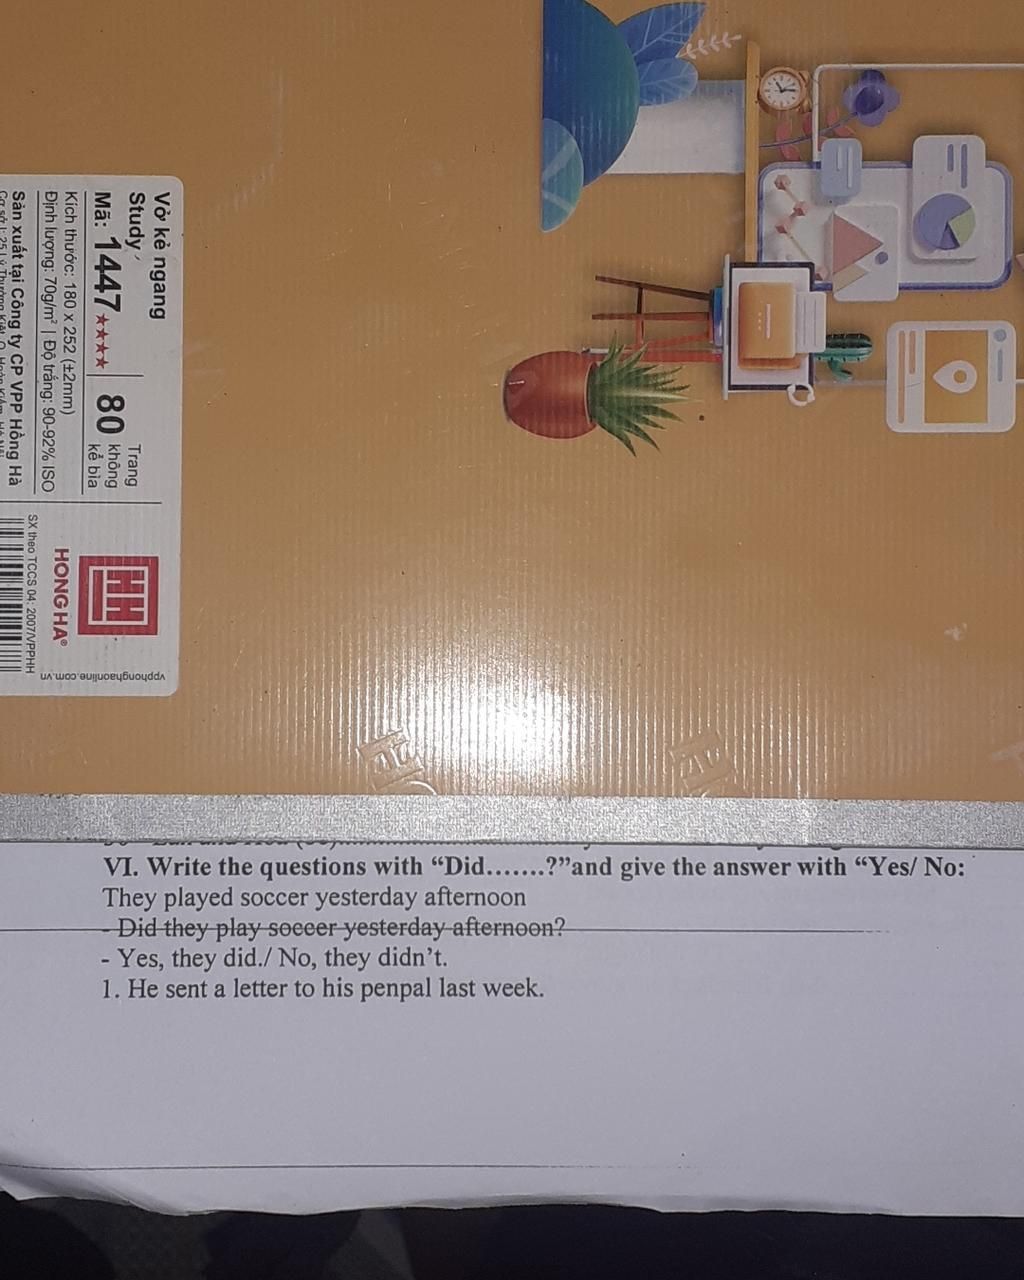 Vở kẻ ngang
Study
Mã: 1447 ★★★★
80 Trang
không
kể bìa
Kích thước: 180 x 252 (±2mm)
Định lượng: 70g/m² | Độ trắng: 90-92% ISO
Sản xuất tại Công ty CP VPP Hồng Hà
HH
HONG HA®
SX theo TCCS 04: 2007/VPPHH
vpphonghaonline.com.vn
VI. Write the questions with “Did.......?”and give the answer with “Yes/ No:
They played soccer yesterday afternoon
- Did they play soccer yesterday afternoon?
- Yes, they did./ No, they didn’t.
1. He sent a letter to his penpal last week.